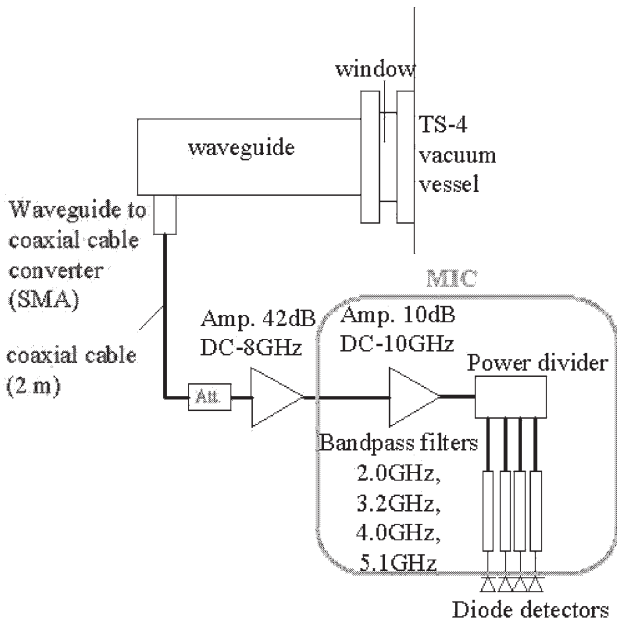 window
waveguide
TS-4
vacuum
vessel
Waveguide to
coaxial cable
converter
(SMA)
MIC
Amp. 42dB
DC-8GHz
Amp. 10dB
DC-10GHz
Power divider
coaxial cable
(2 m)
Att.
Bandpass filters
2.0GHz,
3.2GHz,
4.0GHz,
5.1GHz
Diode detectors